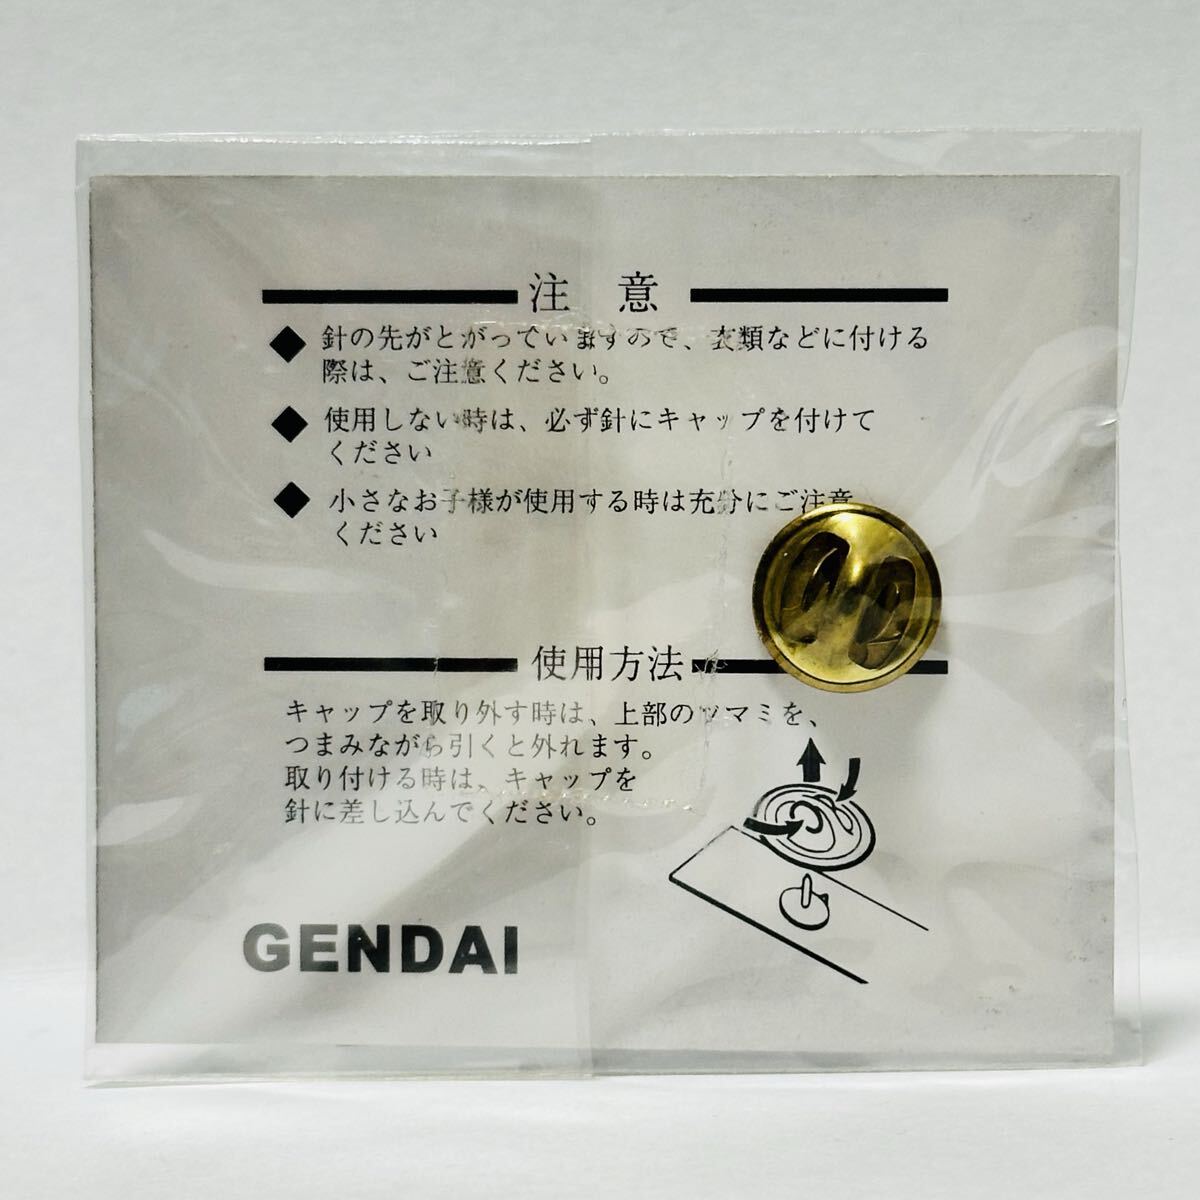 注 意
◆ 針の先がとがっていますので、衣類などに付ける
際は、ご注意ください。
◆ 使用しない時は、必ず針にキャップを付けて
ください
◆ 小さなお子様が使用する時は充分にご注意
ください
使用方法
キャップを取り外す時は、上部のツマミを、
つまみながら引くと外れます。
取り付ける時は、キャップを
針に差し込んでください。
GENDAI